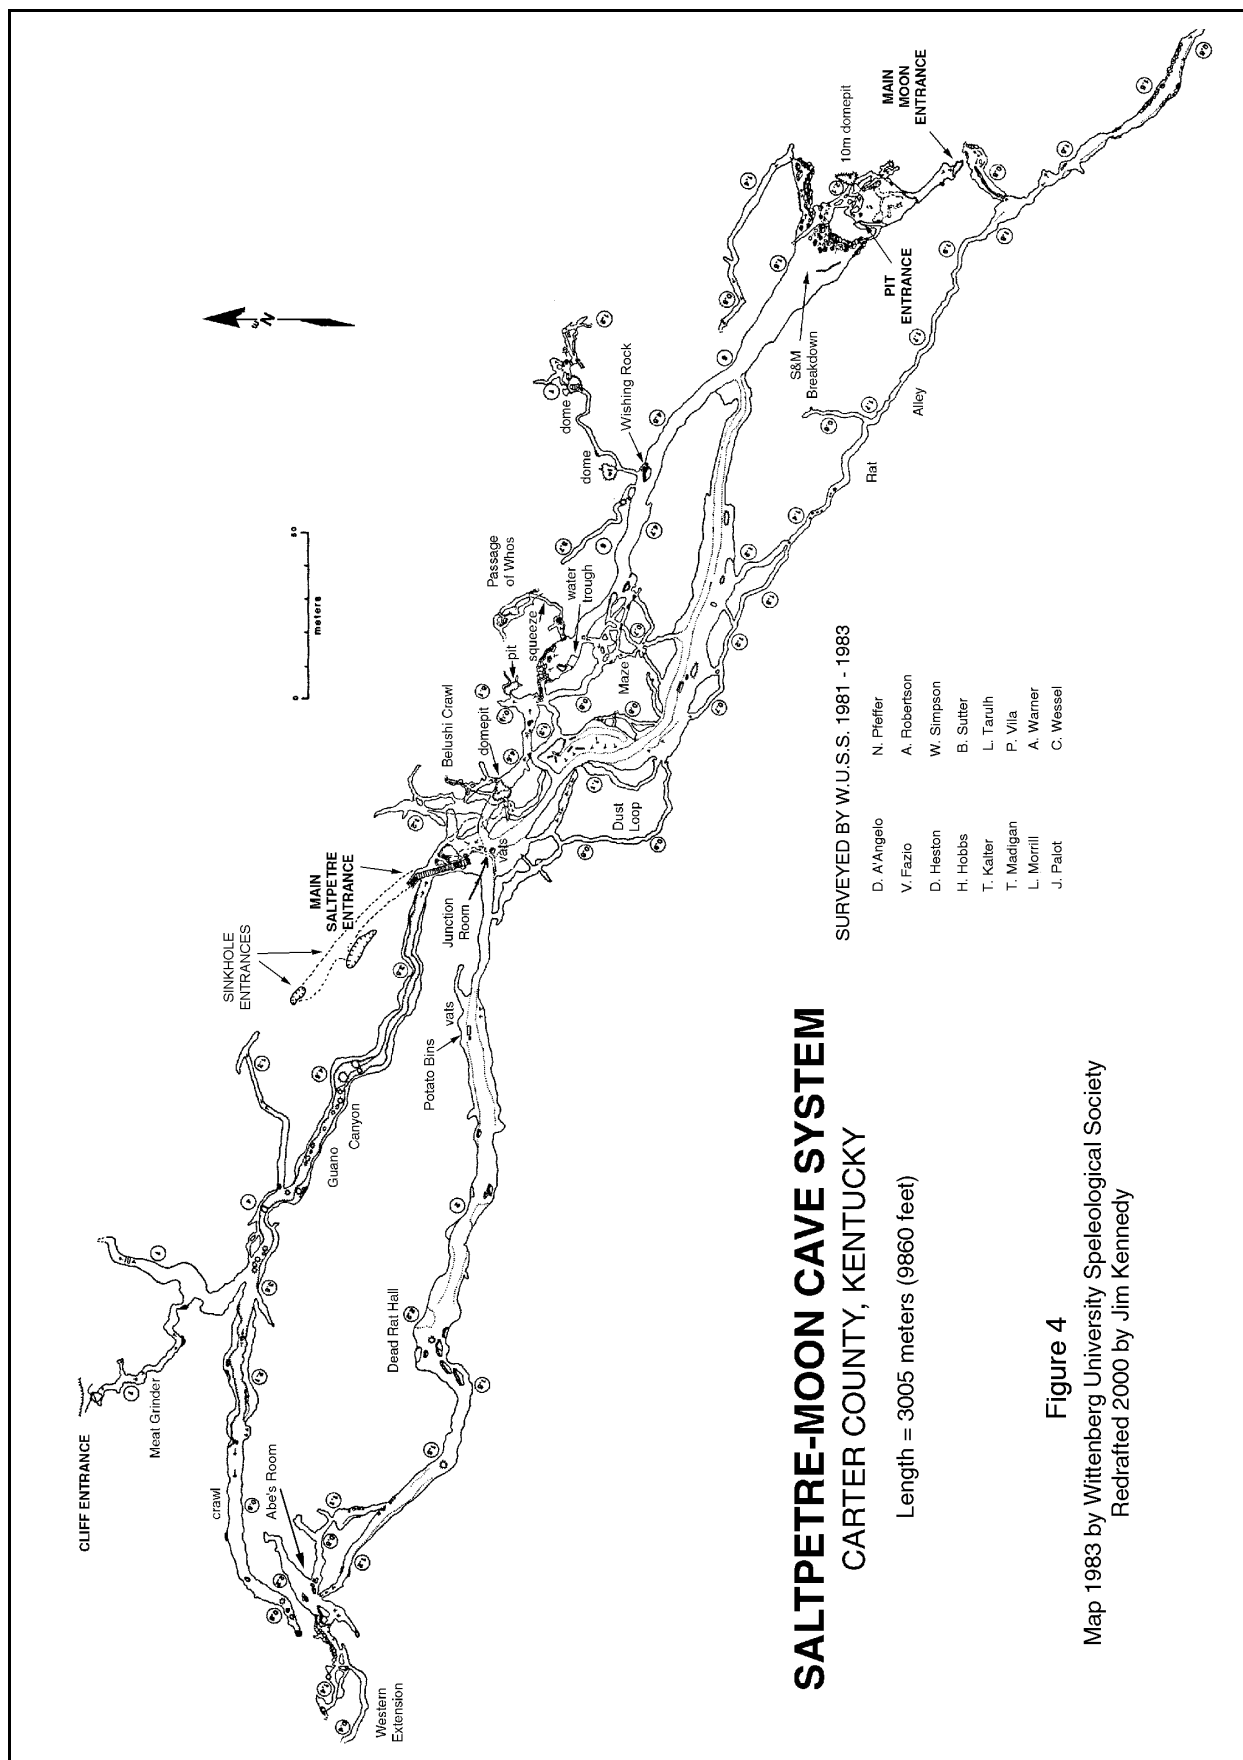 CLIFF ENTRANCE
Meat Grinder
crawl
Abe's Room
Western
Extension
Dead Rat Hall
Guano
Canyon
SINKHOLE
ENTRANCES
MAIN
SALTPETRE
ENTRANCE
Potato Bins
vats
Junction
Room
vats
Belushi Crawl
domepit
pit
squeeze
Passage
of Whos
water
trough
Maze
Dust
Loop
0
50
meters
N
dome
dome
Wishing Rock
S&M
Breakdown
PIT
ENTRANCE
10m domepit
MAIN
MOON
ENTRANCE
Rat
Alley
SURVEYED BY W.U.S.S. 1981 - 1983
D. A'Angelo N. Pfeffer
V. Fazio A. Robertson
D. Heston W. Simpson
H. Hobbs B. Sutter
T. Kalter L. Tarulh
T. Madigan P. Vila
L. Morrill A. Warner
J. Palot C. Wessel
SALTPETRE-MOON CAVE SYSTEM
CARTER COUNTY, KENTUCKY
Length = 3005 meters (9860 feet)
Figure 4
Map 1983 by Wittenberg University Speleological Society
Redrafted 2000 by Jim Kennedy